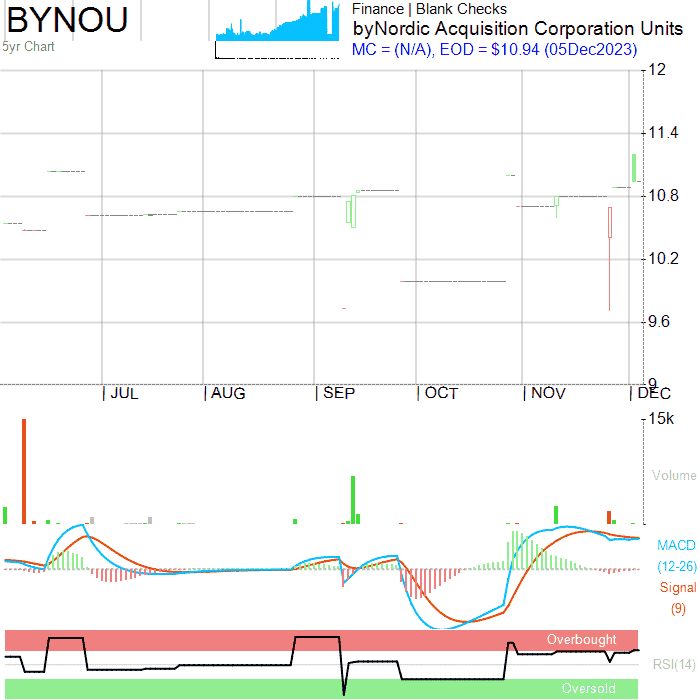 BYNOU
5yr Chart
Finance | Blank Checks
byNordic Acquisition Corporation Units
MC = (N/A), EOD = $10.94 (05Dec2023)
12
11.4
10.8
10.2
9.6
9
JUL
AUG
SEP
OCT
NOV
DEC
15k
Volume
MACD
(12-26)
Signal
(9)
Overbought
RSI(14)
Oversold